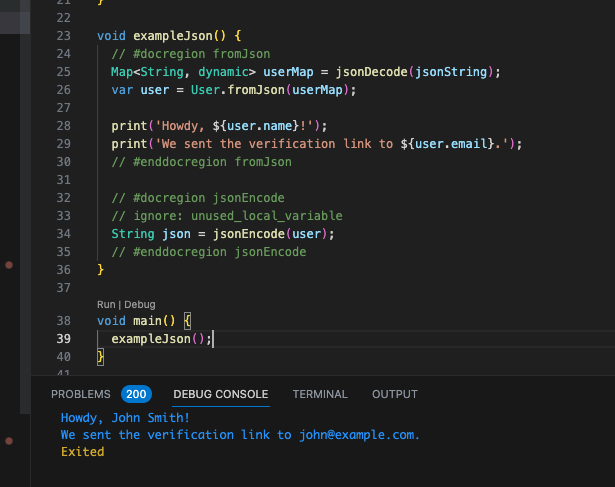 21 }
22
23 void exampleJson() {
24 // #docregion fromJson
25 Map<String, dynamic> userMap = jsonDecode(jsonString);
26 var user = User.fromJson(userMap);
27
28 print('Howdy, ${user.name}!');
29 print('We sent the verification link to ${user.email}.');
30 // #enddocregion fromJson
31
32 // #docregion jsonEncode
33 // ignore: unused_local_variable
34 String json = jsonEncode(user);
35 // #enddocregion jsonEncode
36 }
37
Run | Debug
38 void main() {
39 exampleJson();
40 }
41
PROBLEMS 200 DEBUG CONSOLE TERMINAL OUTPUT
Howdy, John Smith!
We sent the verification link to john@example.com.
Exited